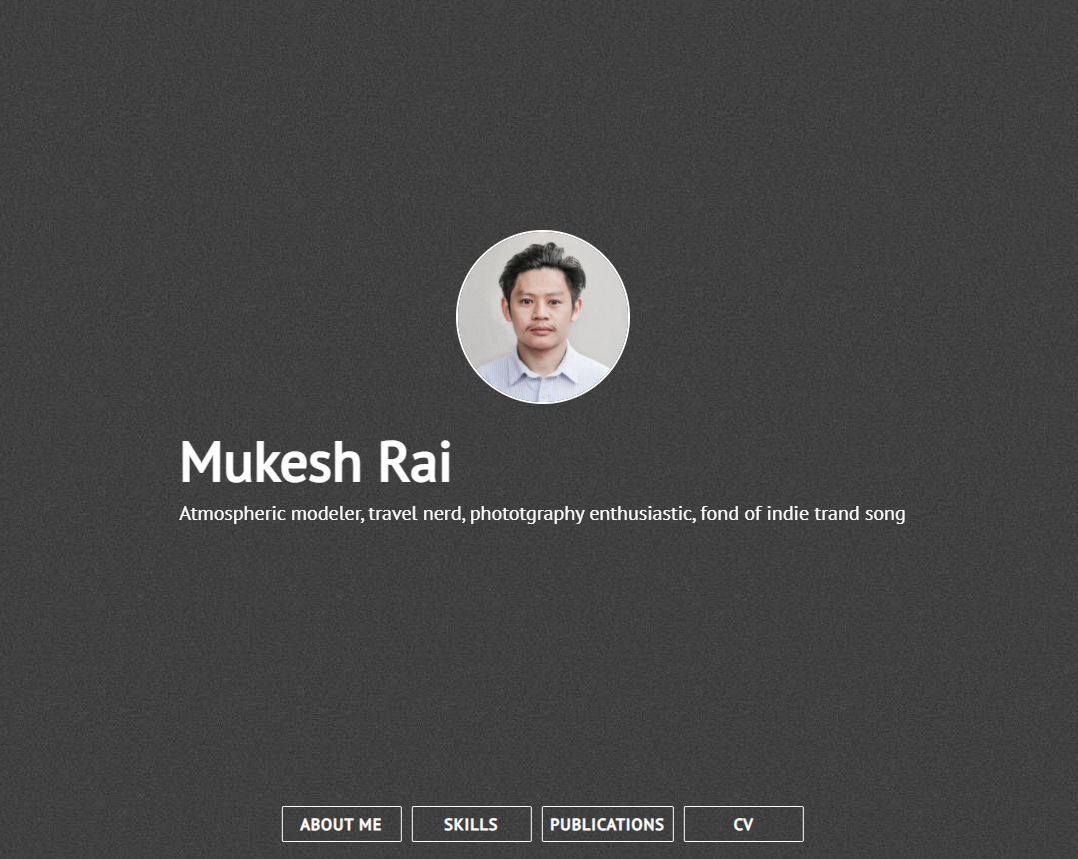 Mukesh Rai
Atmospheric modeler, travel nerd, phototgraphy enthusiastic, fond of indie trand song
ABOUT ME
SKILLS
PUBLICATIONS
CV